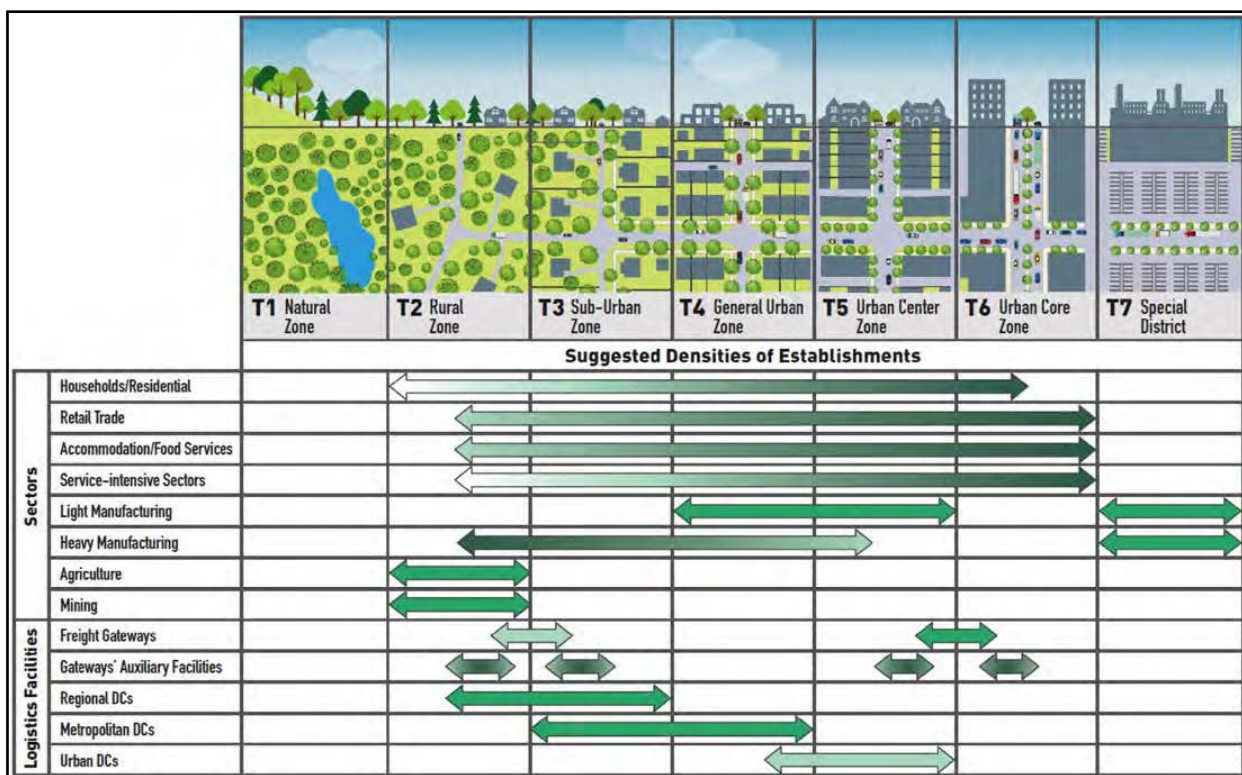 T1 Natural Zone
T2 Rural Zone
T3 Sub-Urban Zone
T4 General Urban Zone
T5 Urban Center Zone
T6 Urban Core Zone
T7 Special District
Suggested Densities of Establishments
Sectors
Households/Residential
Retail Trade
Accommodation/Food Services
Service-intensive Sectors
Light Manufacturing
Heavy Manufacturing
Agriculture
Mining
Logistics Facilities
Freight Gateways
Gateways' Auxiliary Facilities
Regional DCs
Metropolitan DCs
Urban DCs